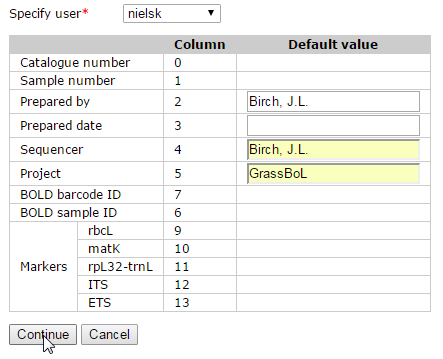 Specify user* nielsk
Column Default value
Catalogue number 0
Sample number 1
Prepared by 2 Birch, J.L.
Prepared date 3
Sequencer 4 Birch, J.L.
Project 5 GrassBoL
BOLD barcode ID 7
BOLD sample ID 6
rbcL 9
matK 10
Markers rpL32-trnL 11
ITS 12
ETS 13
Continue Cancel